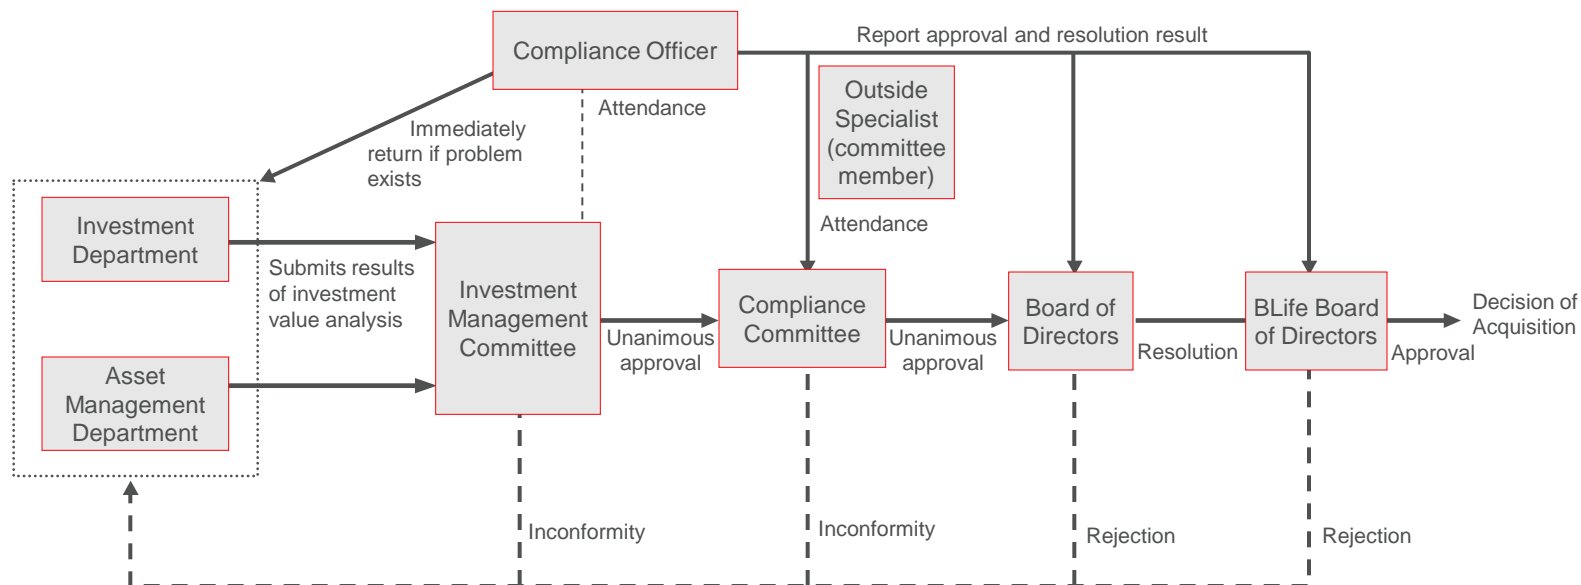 Compliance Officer
Report approval and resolution result
Attendance
Outside
Specialist
(committee
member)
Immediately
return if problem
exists
Attendance
Investment
Department
Submits results
of investment
value analysis
Asset
Management
Department
Investment
Management
Committee
Unanimous
approval
Compliance
Committee
Unanimous
approval
Board of
Directors
Resolution
BLife Board
of Directors
Approval
Decision of
Acquisition
Inconformity
Inconformity
Rejection
Rejection